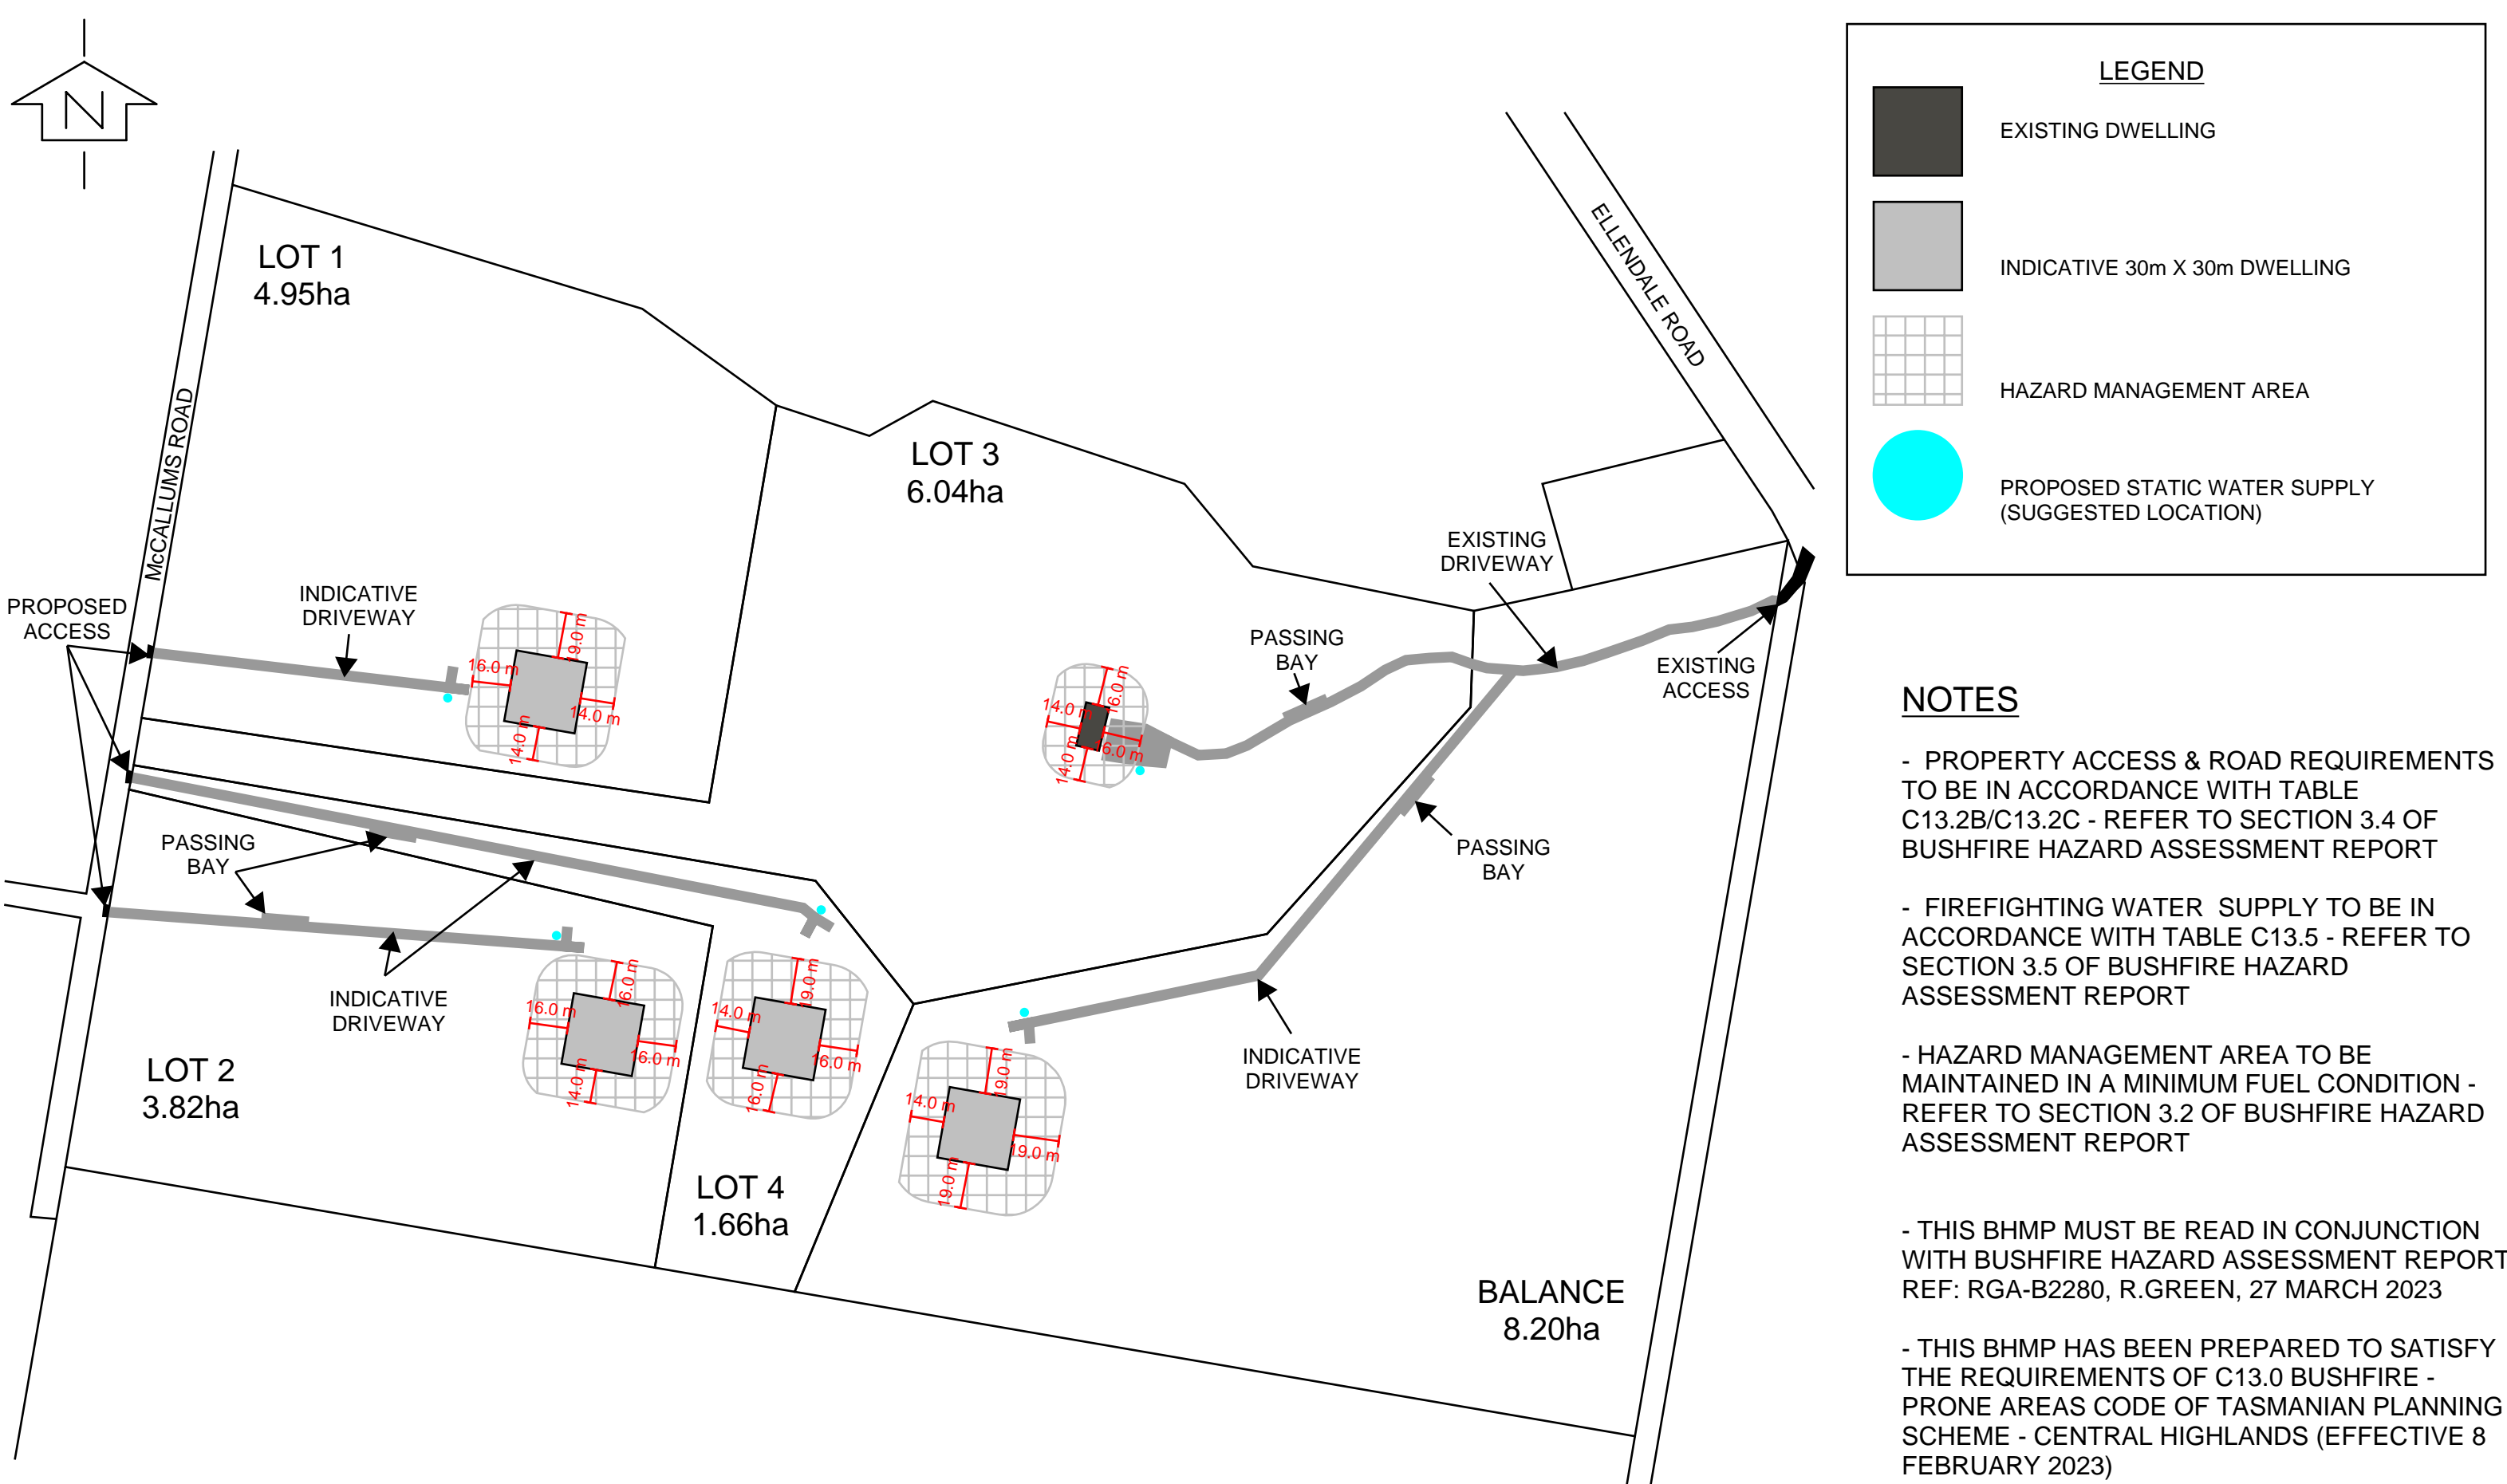 N
LOT 1
4.95ha
McCALLUMS ROAD
PROPOSED
ACCESS
INDICATIVE
DRIVEWAY
19.0 m
16.0 m
14.0 m
14.0 m
LOT 3
6.04ha
ELLENDALE ROAD
EXISTING
DRIVEWAY
PASSING
BAY
EXISTING
ACCESS
16.0 m
14.0 m
16.0 m
14.0 m
PASSING
BAY
PASSING
BAY
INDICATIVE
DRIVEWAY
LOT 2
3.82ha
16.0 m
16.0 m
16.0 m
14.0 m
19.0 m
14.0 m
16.0 m
16.0 m
LOT 4
1.66ha
19.0 m
14.0 m
19.0 m
19.0 m
INDICATIVE
DRIVEWAY
BALANCE
8.20ha
LEGEND
EXISTING DWELLING
INDICATIVE 30m X 30m DWELLING
HAZARD MANAGEMENT AREA
PROPOSED STATIC WATER SUPPLY
(SUGGESTED LOCATION)
NOTES
- PROPERTY ACCESS & ROAD REQUIREMENTS
TO BE IN ACCORDANCE WITH TABLE
C13.2B/C13.2C - REFER TO SECTION 3.4 OF
BUSHFIRE HAZARD ASSESSMENT REPORT
- FIREFIGHTING WATER SUPPLY TO BE IN
ACCORDANCE WITH TABLE C13.5 - REFER TO
SECTION 3.5 OF BUSHFIRE HAZARD
ASSESSMENT REPORT
- HAZARD MANAGEMENT AREA TO BE
MAINTAINED IN A MINIMUM FUEL CONDITION -
REFER TO SECTION 3.2 OF BUSHFIRE HAZARD
ASSESSMENT REPORT
- THIS BHMP MUST BE READ IN CONJUNCTION
WITH BUSHFIRE HAZARD ASSESSMENT REPORT
REF: RGA-B2280, R.GREEN, 27 MARCH 2023
- THIS BHMP HAS BEEN PREPARED TO SATISFY
THE REQUIREMENTS OF C13.0 BUSHFIRE -
PRONE AREAS CODE OF TASMANIAN PLANNING
SCHEME - CENTRAL HIGHLANDS (EFFECTIVE 8
FEBRUARY 2023)